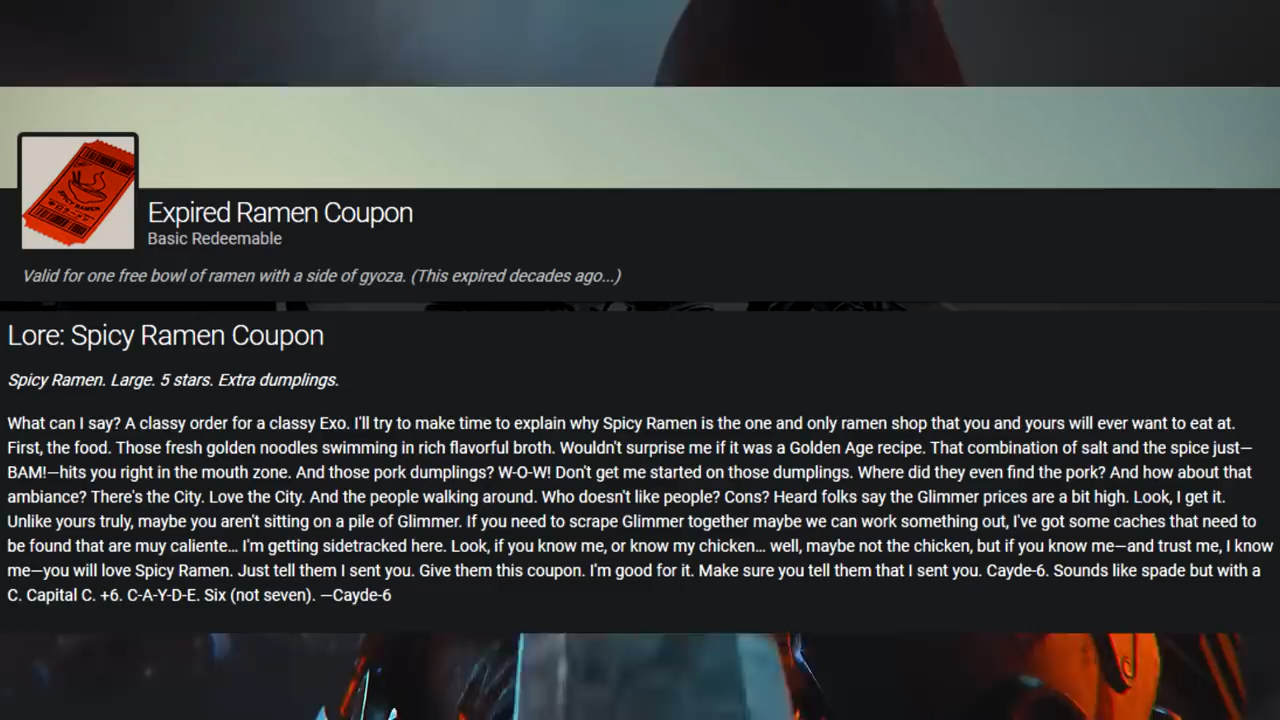 SPICY RAMEN
Expired Ramen Coupon
Basic Redeemable
Valid for one free bowl of ramen with a side of gyoza. (This expired decades ago...)
Lore: Spicy Ramen Coupon
Spicy Ramen. Large. 5 stars. Extra dumplings.
What can I say? A classy order for a classy Exo. I'll try to make time to explain why Spicy Ramen is the one and only ramen shop that you and yours will ever want to eat at.
First, the food. Those fresh golden noodles swimming in rich flavorful broth. Wouldn't surprise me if it was a Golden Age recipe. That combination of salt and the spice just—
BAM!—hits you right in the mouth zone. And those pork dumplings? W-O-W! Don't get me started on those dumplings. Where did they even find the pork? And how about that
ambiance? There's the City. Love the City. And the people walking around. Who doesn't like people? Cons? Heard folks say the Glimmer prices are a bit high. Look, I get it.
Unlike yours truly, maybe you aren't sitting on a pile of Glimmer. If you need to scrape Glimmer together maybe we can work something out, I've got some caches that need to
be found that are muy caliente… I'm getting sidetracked here. Look, if you know me, or know my chicken… well, maybe not the chicken, but if you know me—and trust me, I know
me—you will love Spicy Ramen. Just tell them I sent you. Give them this coupon. I'm good for it. Make sure you tell them that I sent you. Cayde-6. Sounds like spade but with a
C. Capital C. +6. C-A-Y-D-E. Six (not seven). —Cayde-6